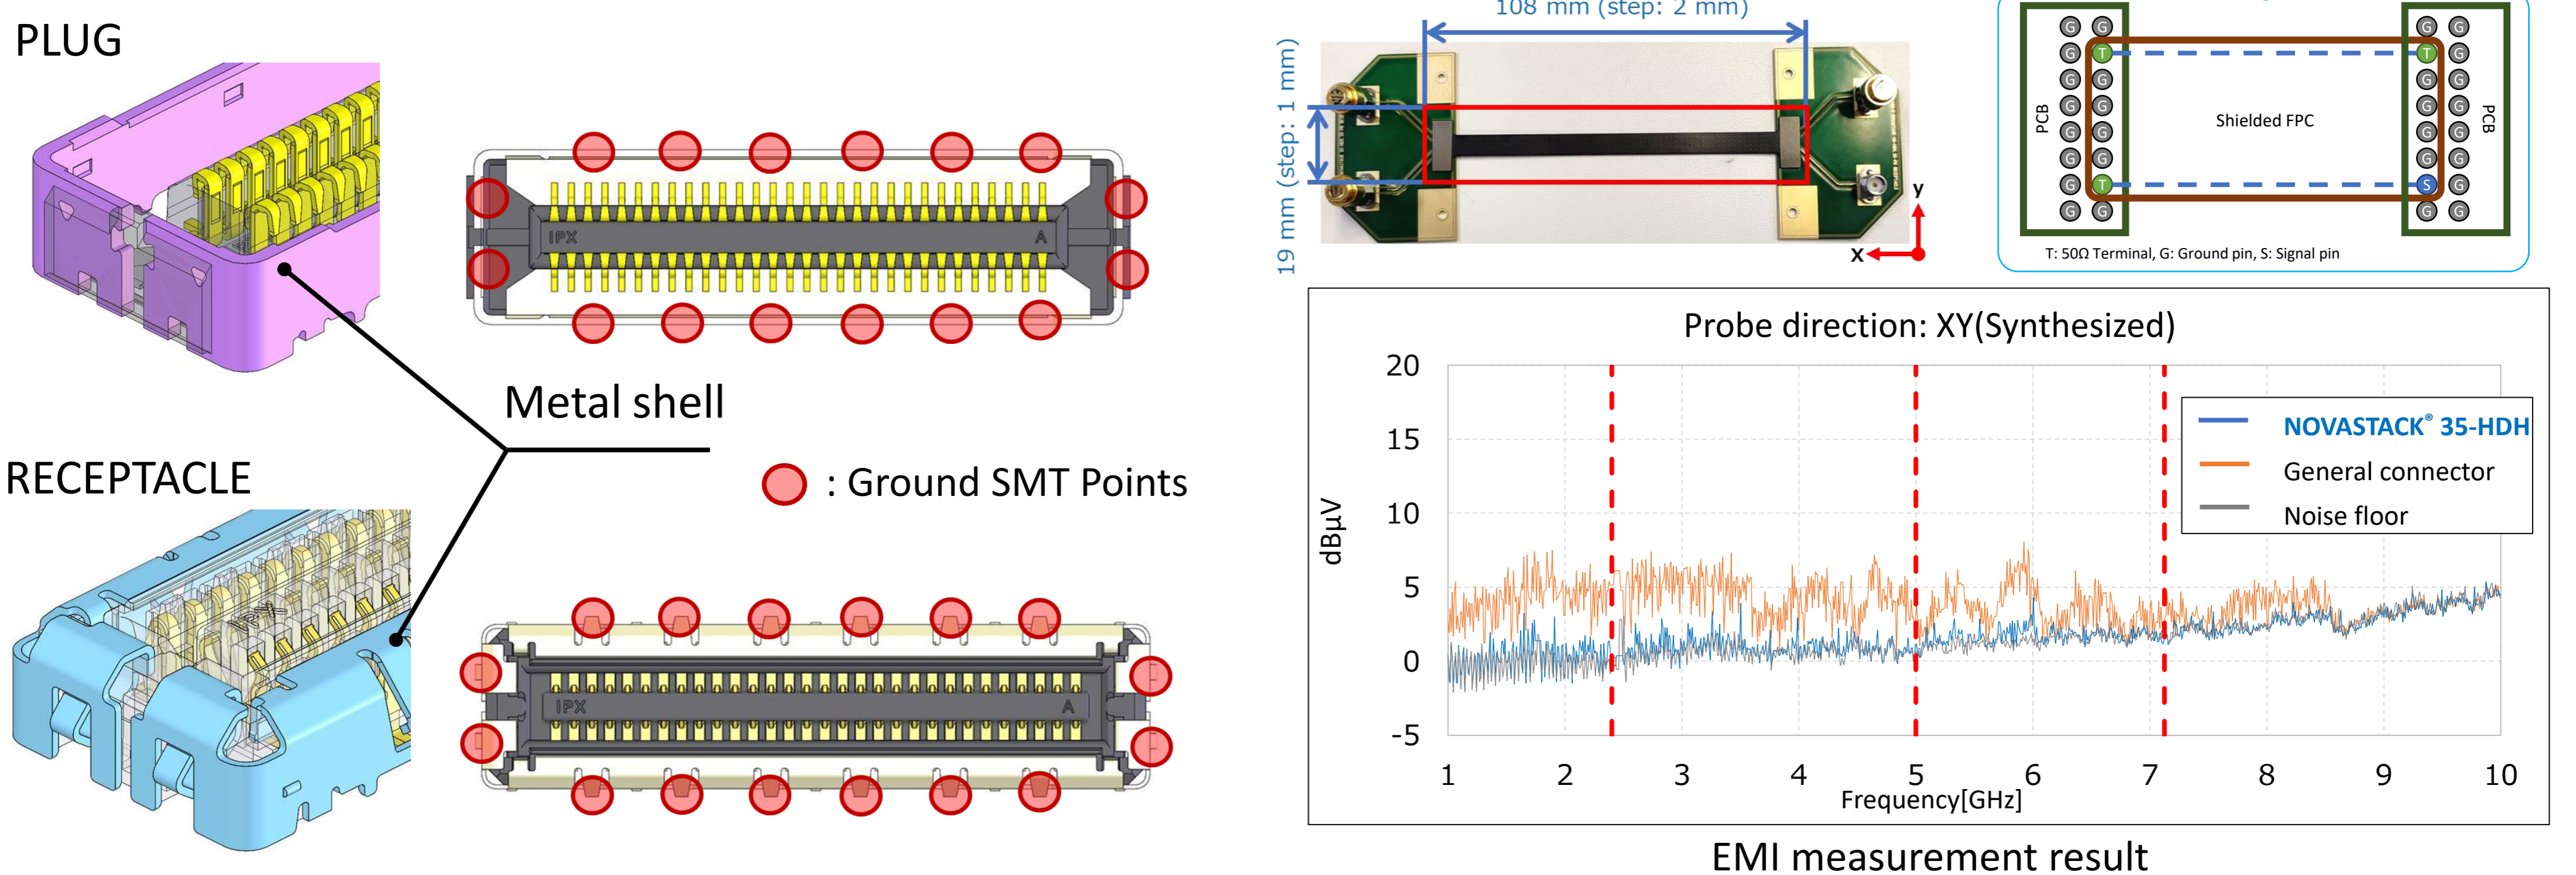 PLUG
IPX A
Metal shell
RECEPTACLE
: Ground SMT Points
IPX A
108 mm (step: 2 mm)
19 mm (step: 1 mm)
y
x
G G G G
T T G
G G G G
G G G G
G G G G
G G G G
G T S G
G G G G
PCB
Shielded FPC
PCB
T: 50Ω Terminal, G: Ground pin, S: Signal pin
Probe direction: XY(Synthesized)
20
15
10
5
0
-5
dBµV
NOVASTACK® 35-HDH
General connector
Noise floor
1 2 3 4 5 6 7 8 9 10
Frequency[GHz]
EMI measurement result